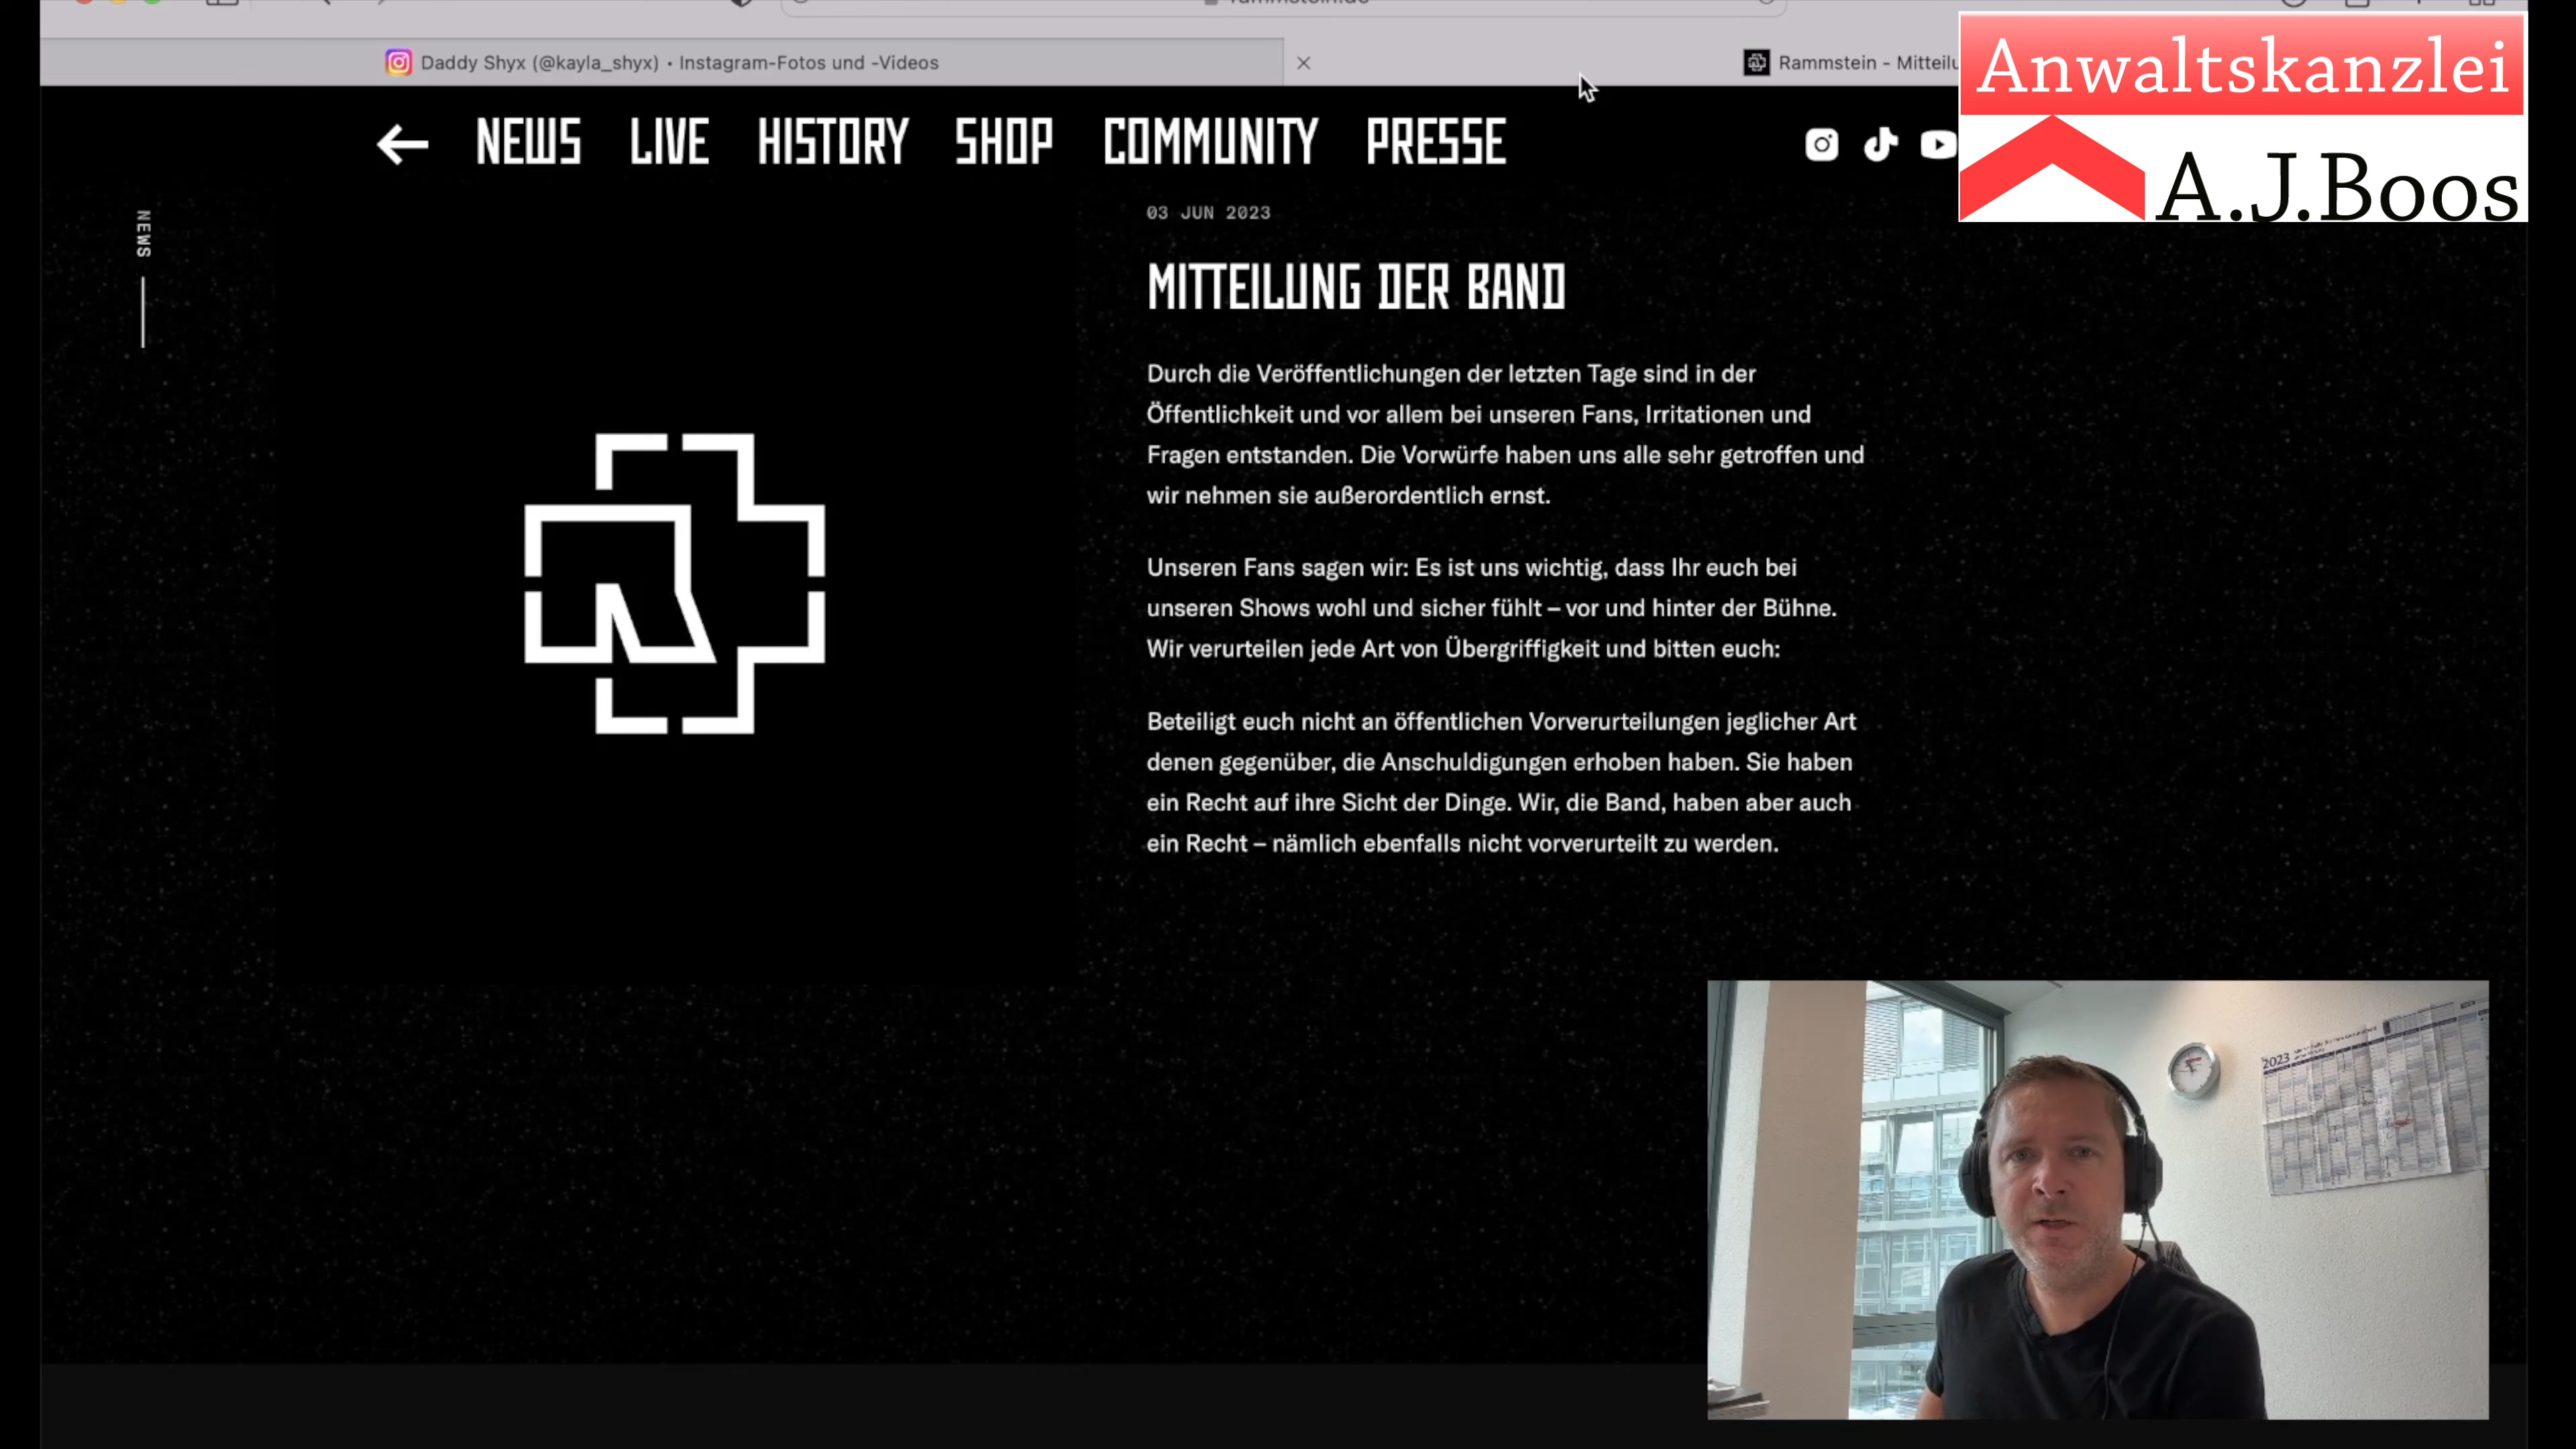 Daddy Shyx (@kayla_shyx) • Instagram-Fotos und -Videos
Rammstein - Mitteilu
Anwaltskanzlei
A.J.Boos
NEWS LIVE HISTORY SHOP COMMUNITY PRESSE
NEWS
03 JUN 2023
MITTEILUNG DER BAND
Durch die Veröffentlichungen der letzten Tage sind in der
Öffentlichkeit und vor allem bei unseren Fans, Irritationen und
Fragen entstanden. Die Vorwürfe haben uns alle sehr getroffen und
wir nehmen sie außerordentlich ernst.
Unseren Fans sagen wir: Es ist uns wichtig, dass Ihr euch bei
unseren Shows wohl und sicher fühlt – vor und hinter der Bühne.
Wir verurteilen jede Art von Übergriffigkeit und bitten euch:
Beteiligt euch nicht an öffentlichen Vorverurteilungen jeglicher Art
denen gegenüber, die Anschuldigungen erhoben haben. Sie haben
ein Recht auf ihre Sicht der Dinge. Wir, die Band, haben aber auch
ein Recht – nämlich ebenfalls nicht vorverurteilt zu werden.
2023